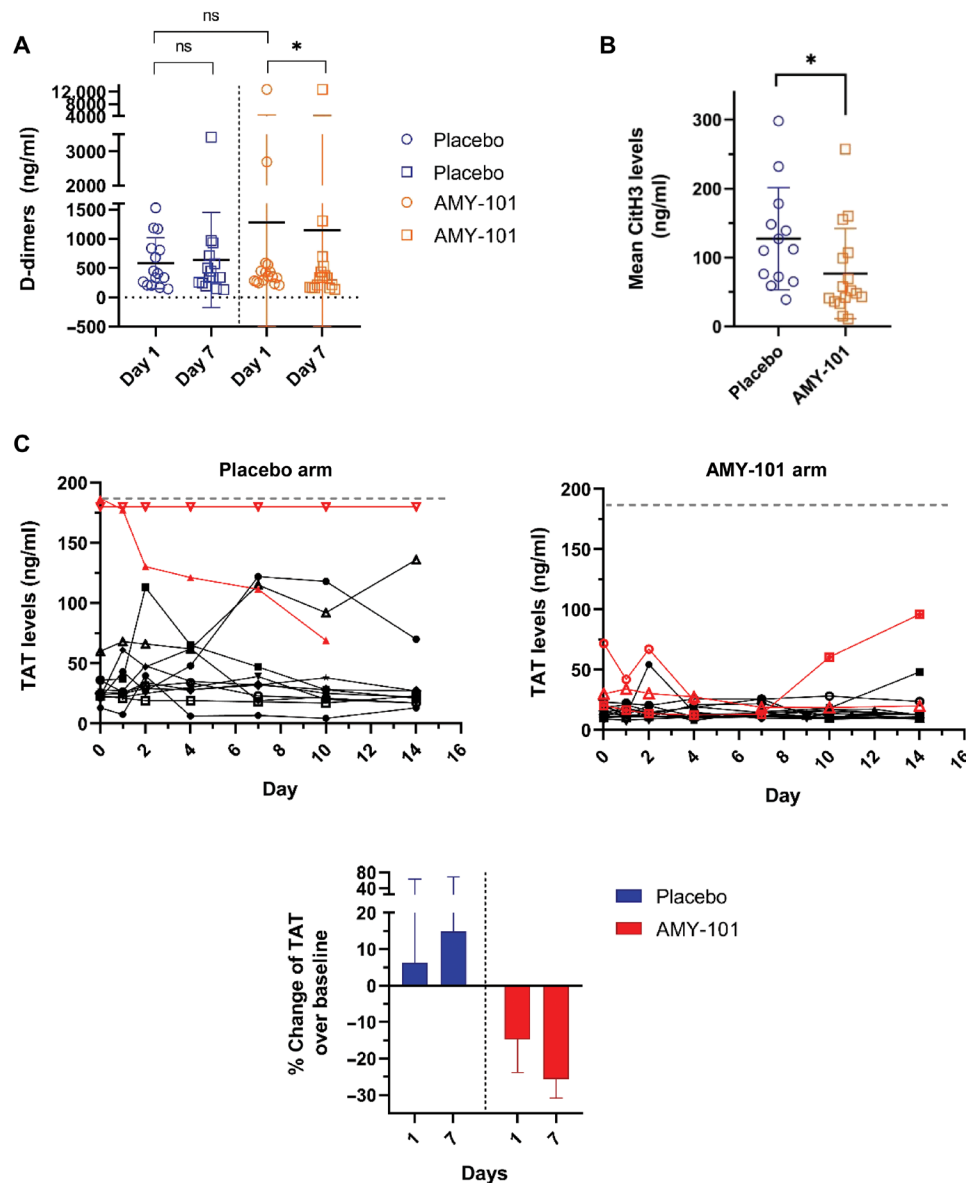 A
ns
ns
*
D-dimers (ng/ml)
12,000
8000
4000
3000
2000
1500
1000
500
0
−500
Day 1
Day 7
Day 1
Day 7
Placebo
Placebo
AMY-101
AMY-101
B
*
Mean CitH3 levels
(ng/ml)
300
200
150
100
50
0
Placebo
AMY-101
C
Placebo arm
TAT levels (ng/ml)
200
150
100
50
0
0
2
4
6
8
10
12
14
16
Day
AMY-101 arm
TAT levels (ng/ml)
200
150
100
50
0
0
2
4
6
8
10
12
14
16
Day
% Change of TAT
over baseline
80
40
20
10
0
−10
−20
−30
1
7
1
7
Days
Placebo
AMY-101